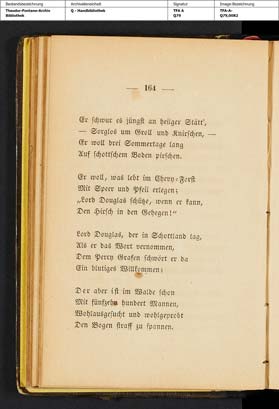 Bestandsbezeichnung
Archivalieneinheit
Signatur
Image-Bezeichnung
Theodor-Fontane-Archiv
Bibliothek
Q - Handbibliothek
TFA A
Q79
TFA-A-
Q79,0082
— 164 —
Er schwur es jüngst an heilger Stätt',
— Sorglos um Groll und Knirschen, —
Er woll drei Sommertage lang
Auf schottschem Boden pirschen.
Er woll, was lebt im Chevy-Forst
Mit Speer und Pfeil erlegen;
„Lord Douglas schütze, wenn er kann,
Den Hirsch in den Gehegen!“
Lord Douglas, der in Schottland lag,
Als er das Wort vernommen,
Dem Percy Grafen schwört er da
Ein blutiges Willkommen;
Der aber ist im Walde schon
Mit fünfzehn hundert Mannen,
Wohlausgesucht und wohlgeprobt
Den Bogen straff zu spannen.